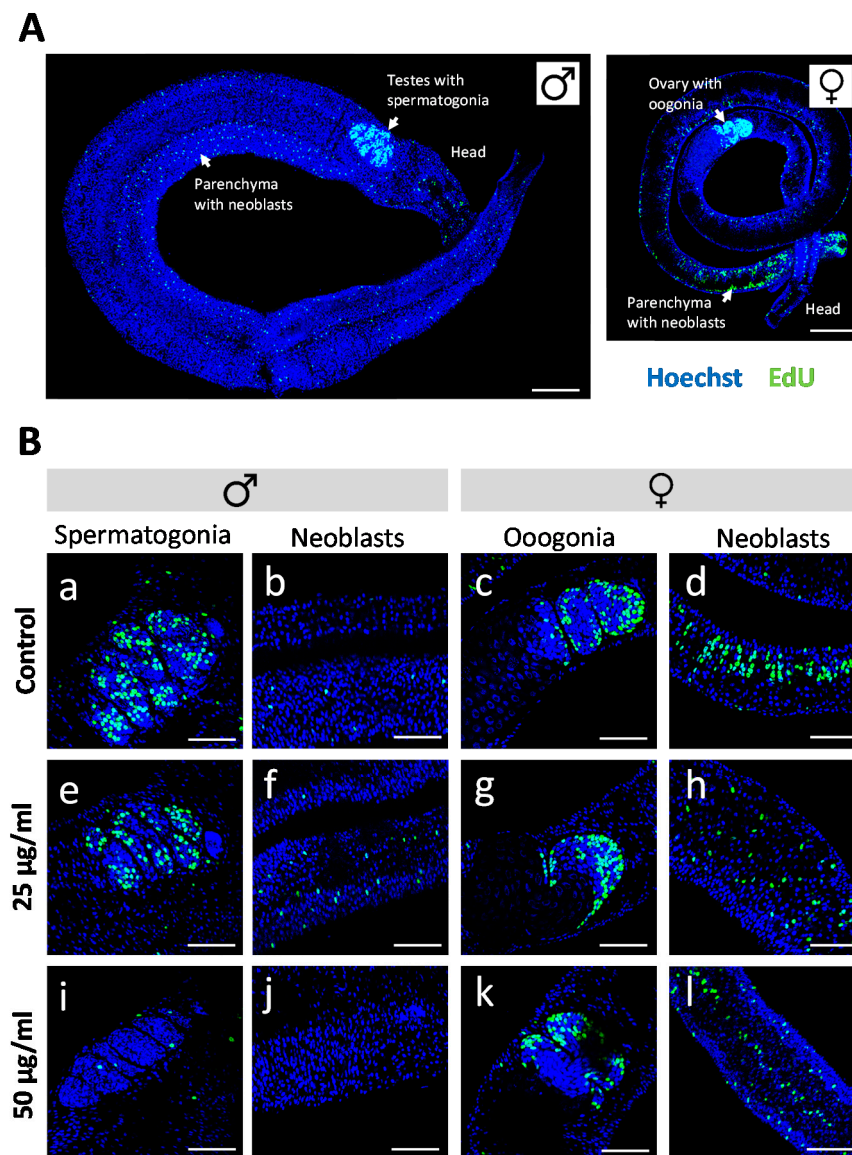 A
♂
Testes with
spermatogonia
Head
Parenchyma
with neoblasts
♀
Ovary with
oogonia
Parenchyma
with neoblasts
Head
Hoechst EdU
B
♂ ♀
Spermatogonia Neoblasts Ooogonia Neoblasts
Control
a b c d
25 µg/ml
e f g h
50 µg/ml
i j k l